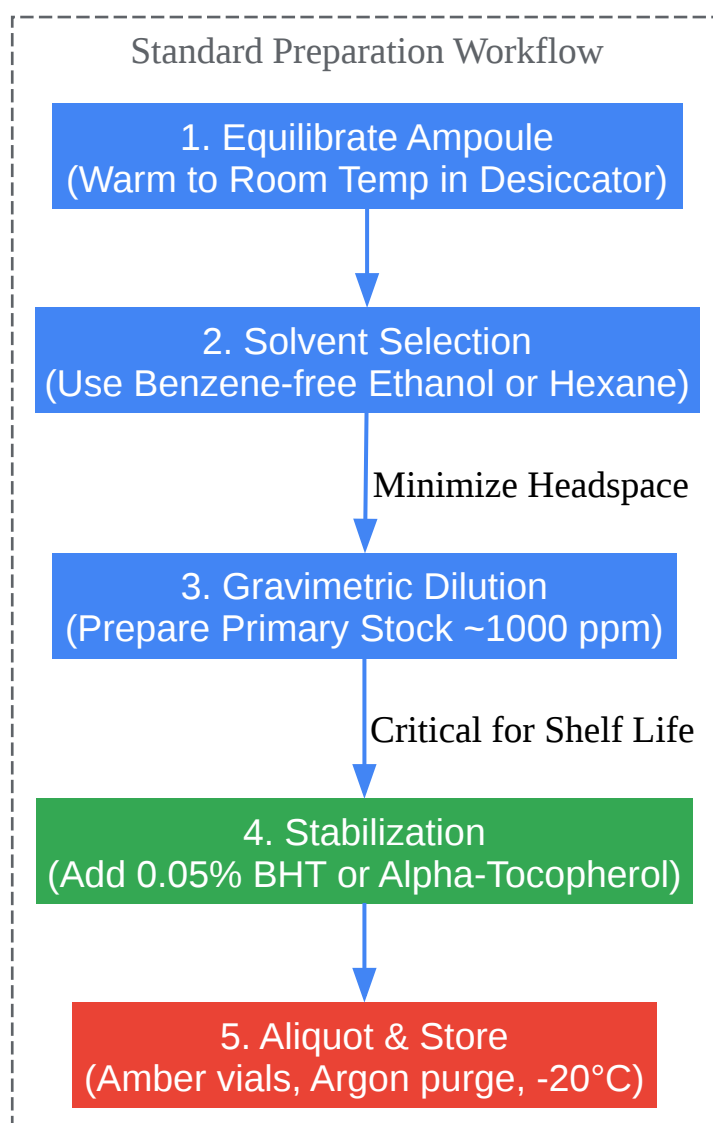 Standard Preparation Workflow
1. Equilibrate Ampoule
(Warm to Room Temp in Desiccator)
2. Solvent Selection
(Use Benzene-free Ethanol or Hexane)
Minimize Headspace
3. Gravimetric Dilution
(Prepare Primary Stock ~1000 ppm)
Critical for Shelf Life
4. Stabilization
(Add 0.05% BHT or Alpha-Tocopherol)
5. Aliquot & Store
(Amber vials, Argon purge, -20°C)